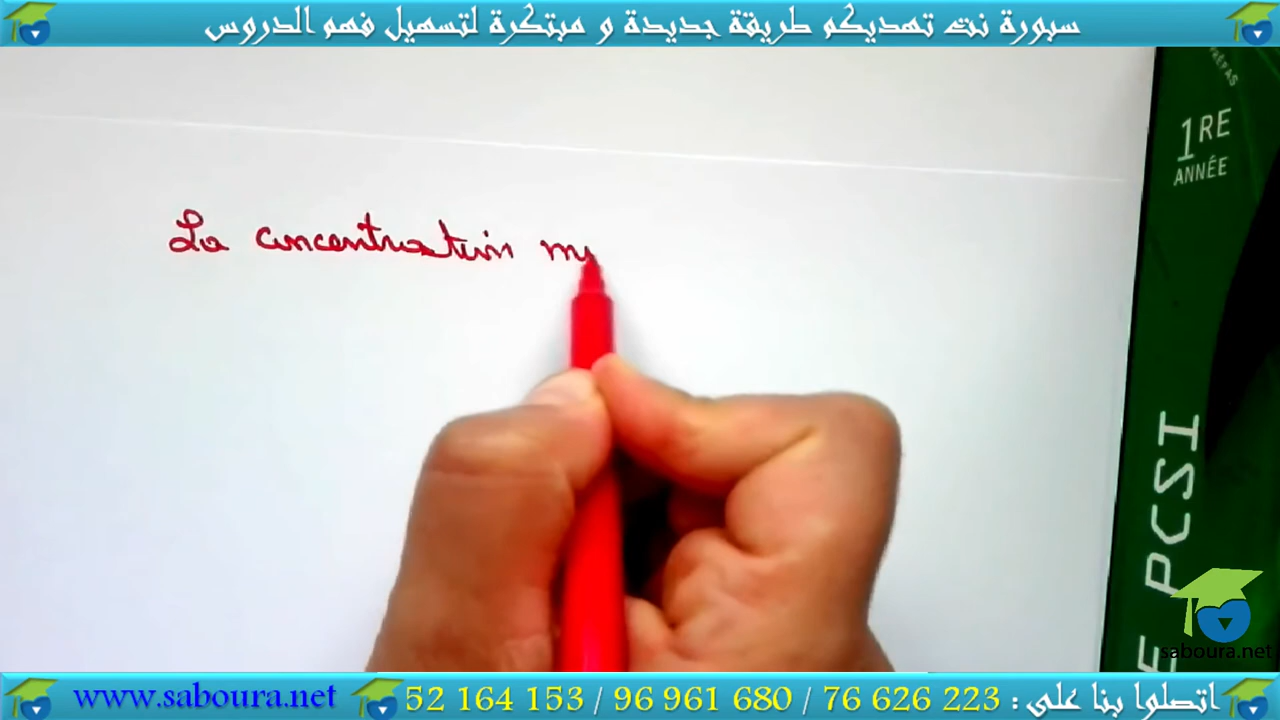 سبورة نت تهديكم طريقة جديدة و مبتكرة لتسهيل فهم الدروس
PRÉPAS
1RE
ANNÉE
La concentration
PCSI
saboura.net
www.saboura.net
52 164 153 / 96 961 680 / 76 626 223 : اتصلوا بنا على